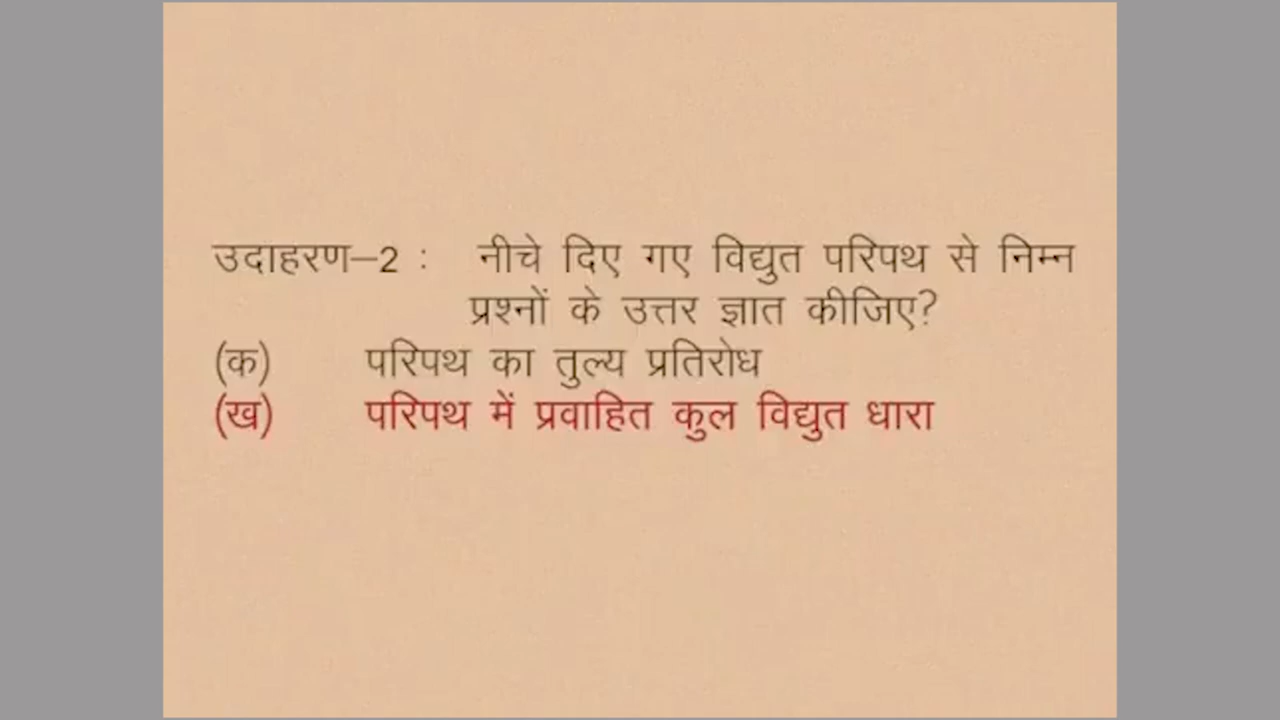 उदाहरण–2 : नीचे दिए गए विद्युत परिपथ से निम्न
प्रश्नों के उत्तर ज्ञात कीजिए?
(क) परिपथ का तुल्य प्रतिरोध
(ख) परिपथ में प्रवाहित कुल विद्युत धारा